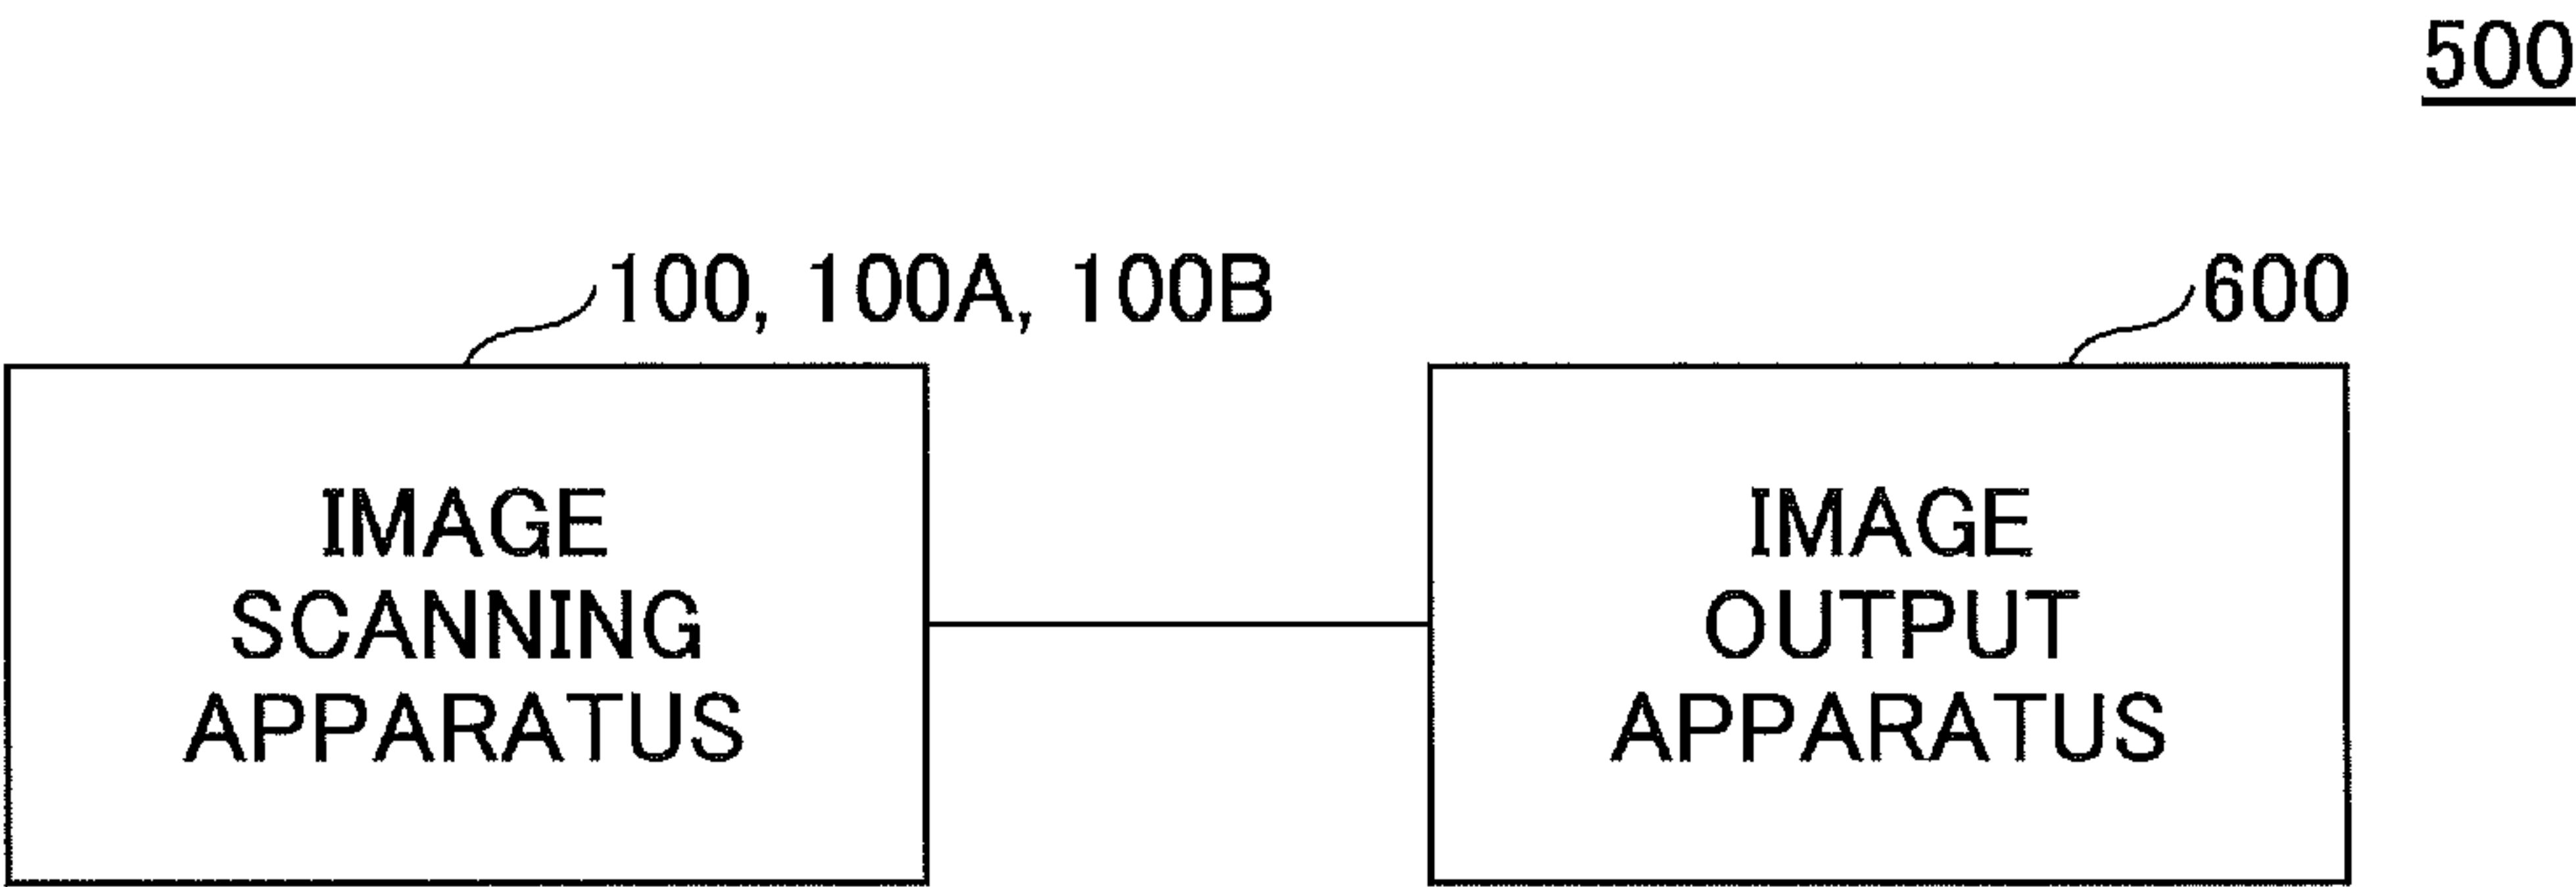 500
100, 100A, 100B
600
IMAGE
SCANNING
APPARATUS
IMAGE
OUTPUT
APPARATUS